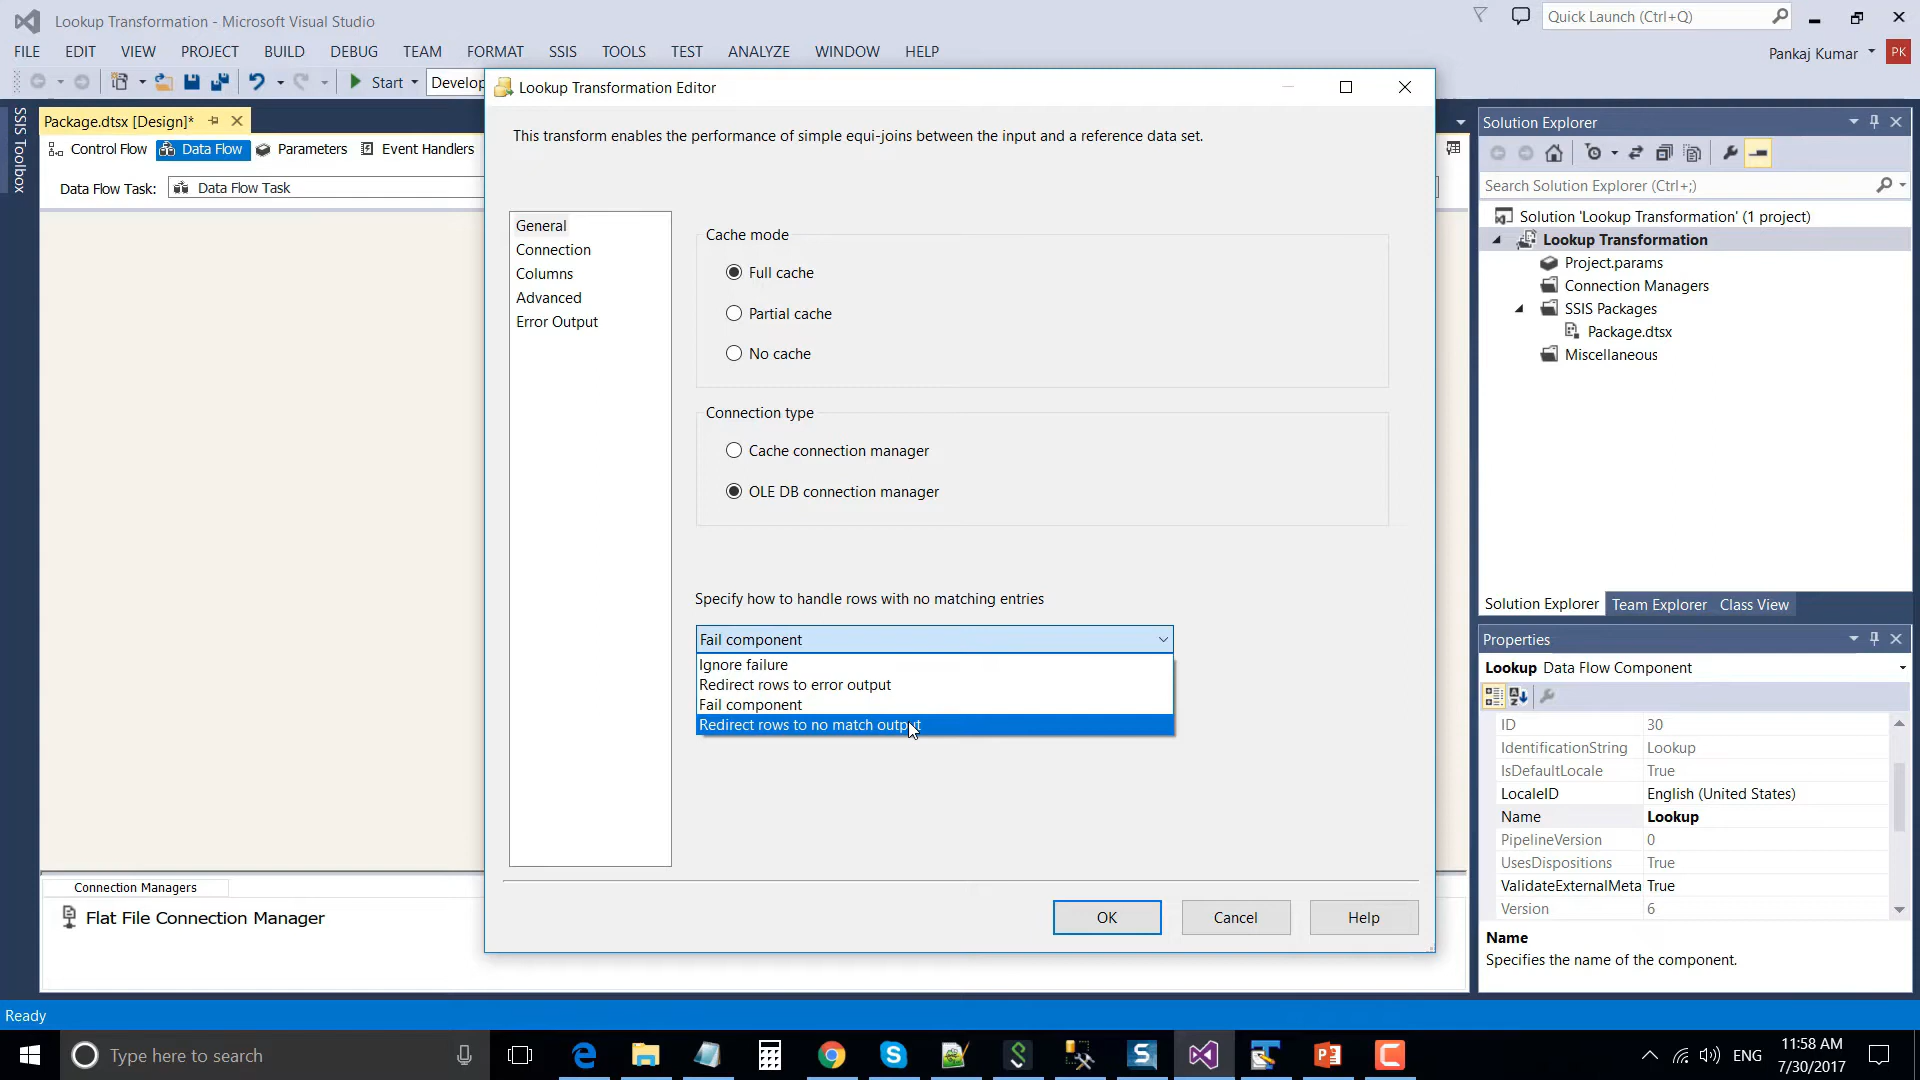 Lookup Transformation - Microsoft Visual Studio
Quick Launch (Ctrl+Q)
FILE EDIT VIEW PROJECT BUILD DEBUG TEAM FORMAT SSIS TOOLS TEST ANALYZE WINDOW HELP
Pankaj Kumar PK
Start Develop
SSIS Toolbox
Package.dtsx [Design]*
Control Flow Data Flow Parameters Event Handlers
Data Flow Task: Data Flow Task
Lookup Transformation Editor
This transform enables the performance of simple equi-joins between the input and a reference data set.
General
Connection
Columns
Advanced
Error Output
Cache mode
Full cache
Partial cache
No cache
Connection type
Cache connection manager
OLE DB connection manager
Specify how to handle rows with no matching entries
Fail component
Ignore failure
Redirect rows to error output
Fail component
Redirect rows to no match output
OK Cancel Help
Connection Managers
Flat File Connection Manager
Solution Explorer
Search Solution Explorer (Ctrl+;)
Solution 'Lookup Transformation' (1 project)
Lookup Transformation
Project.params
Connection Managers
SSIS Packages
Package.dtsx
Miscellaneous
Solution Explorer Team Explorer Class View
Properties
Lookup Data Flow Component
ID 30
IdentificationString Lookup
IsDefaultLocale True
LocaleID English (United States)
Name Lookup
PipelineVersion 0
UsesDispositions True
ValidateExternalMeta True
Version 6
Name
Specifies the name of the component.
Ready
Type here to search
ENG
11:58 AM
7/30/2017